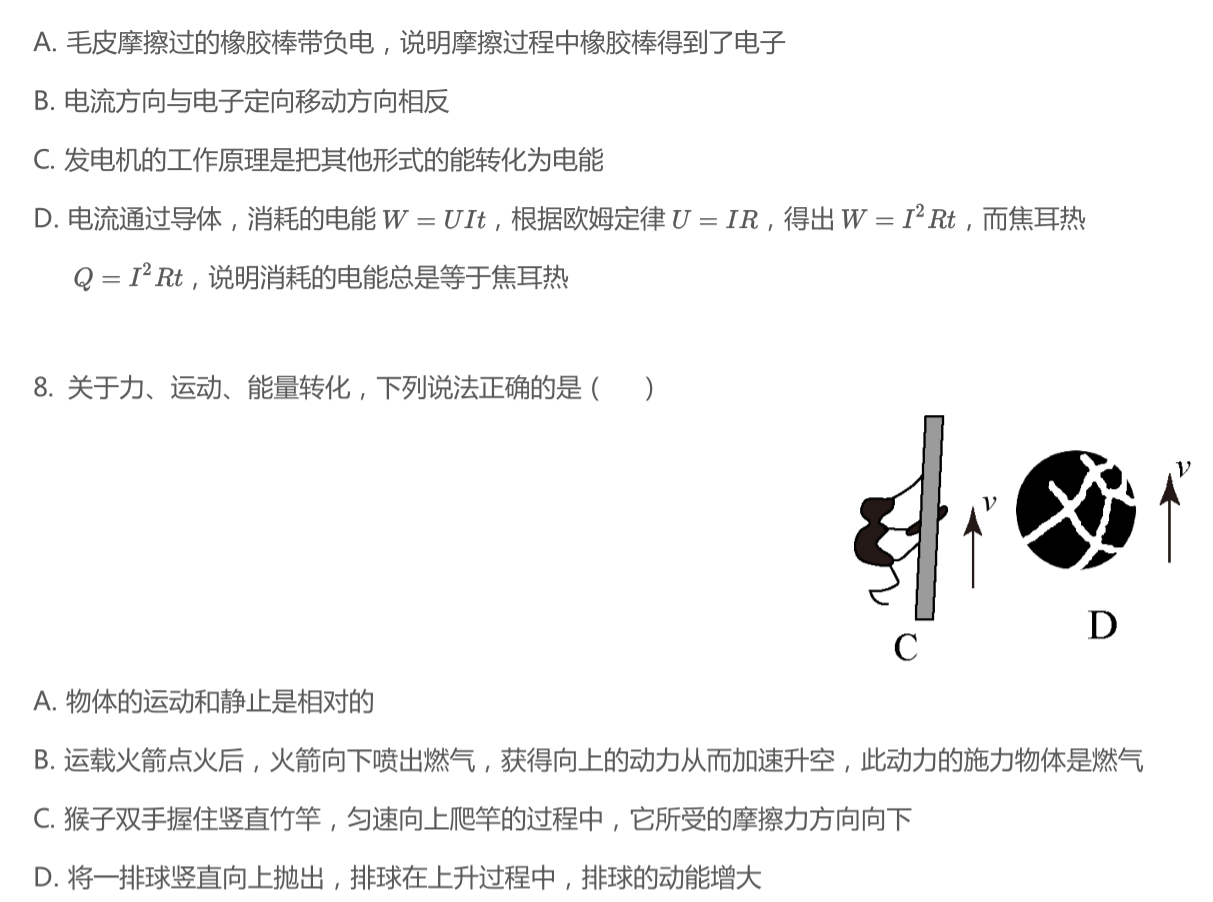 A. 毛皮摩擦过的橡胶棒带负电，说明摩擦过程中橡胶棒得到了电子
B. 电流方向与电子定向移动方向相反
C. 发电机的工作原理是把其他形式的能转化为电能
D. 电流通过导体，消耗的电能 W = UIt，根据欧姆定律 U = IR，得出 W = I²Rt，而焦耳热
Q = I²Rt，说明消耗的电能总是等于焦耳热
8. 关于力、运动、能量转化，下列说法正确的是（ ）
v
v
C
D
A. 物体的运动和静止是相对的
B. 运载火箭点火后，火箭向下喷出燃气，获得向上的动力从而加速升空，此动力的施力物体是燃气
C. 猴子双手握住竖直竹竿，匀速向上爬竿的过程中，它所受的摩擦力方向向下
D. 将一排球竖直向上抛出，排球在上升过程中，排球的动能增大